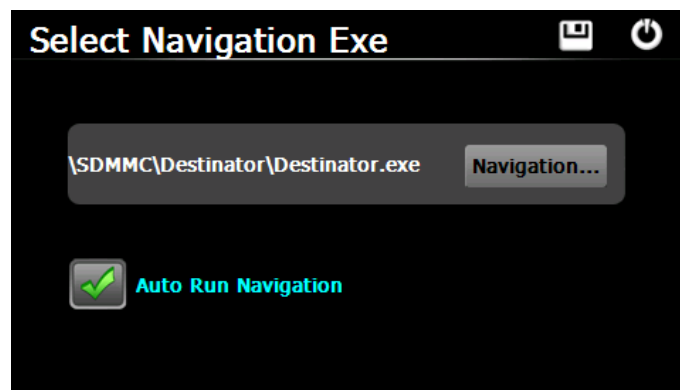 Select Navigation Exe
\SDMMC\Destinator\Destinator.exe
Navigation...
Auto Run Navigation